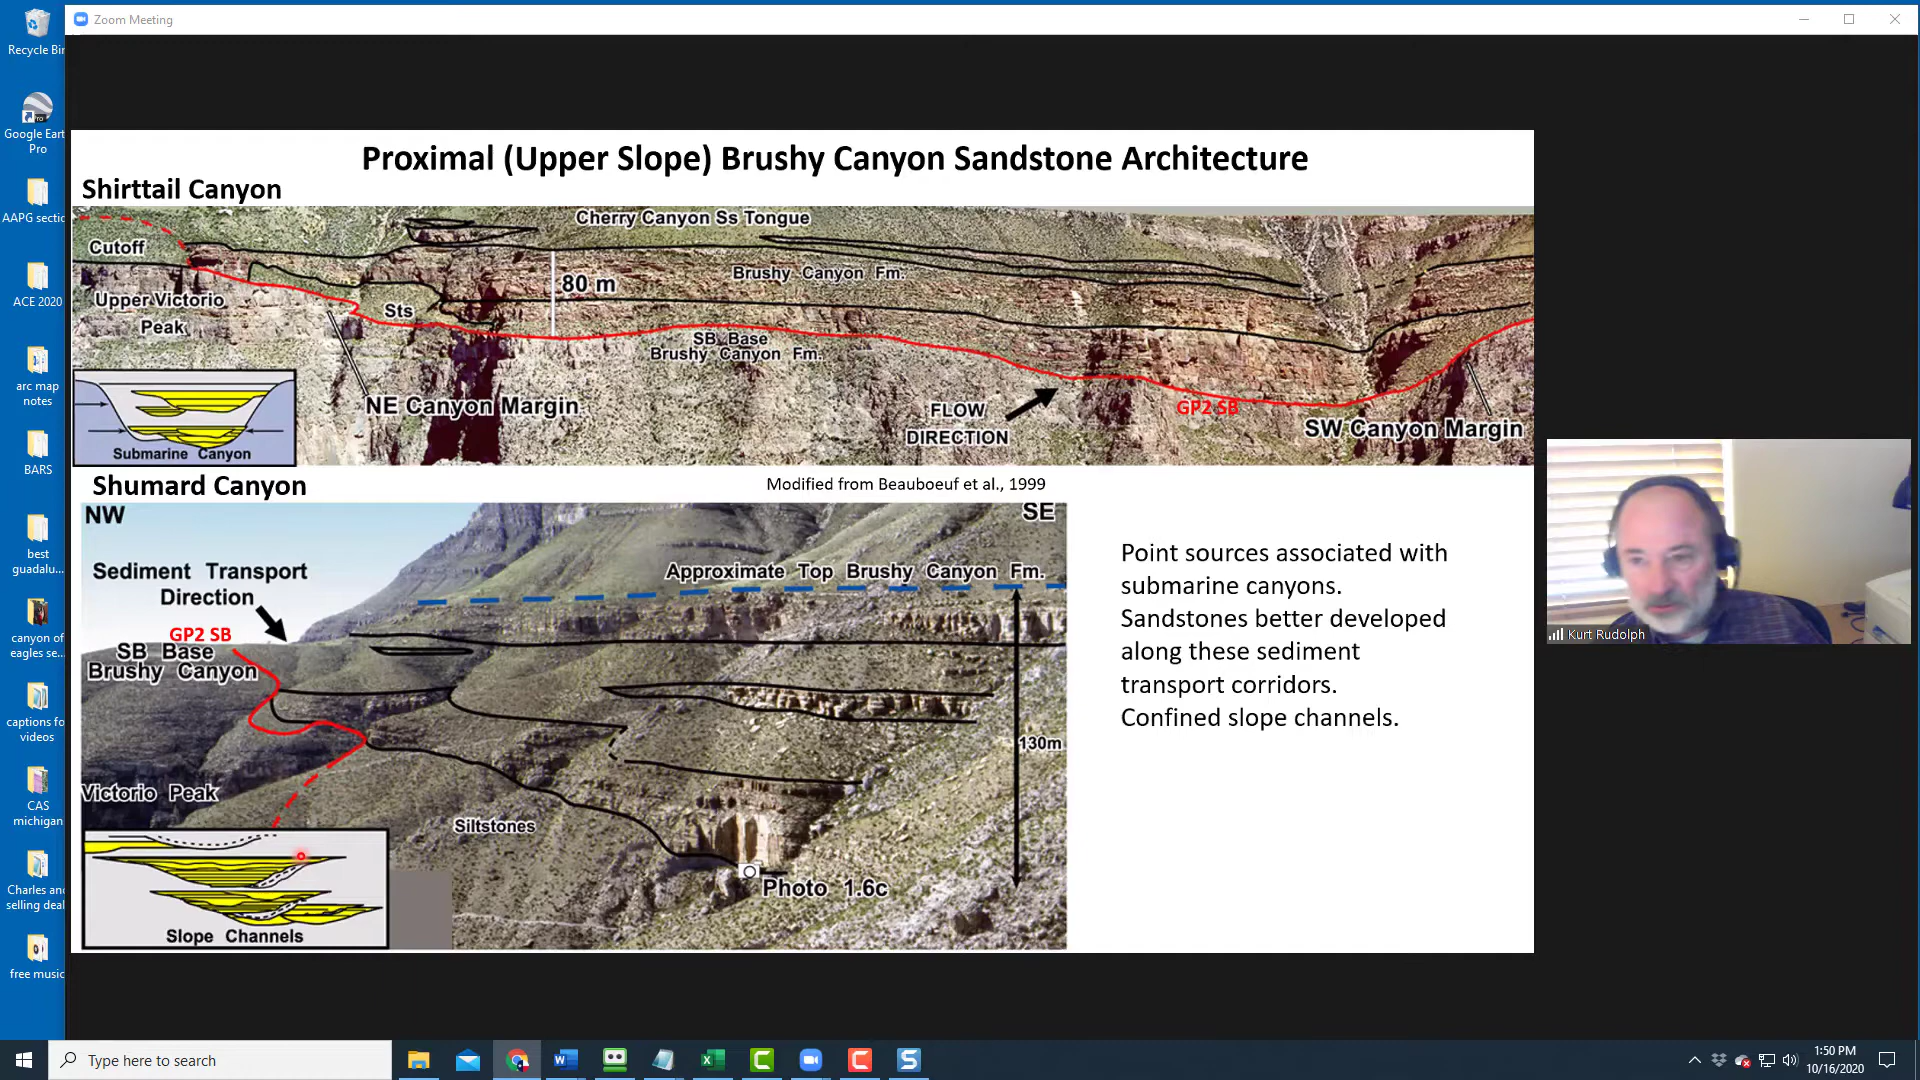 Recycle Bin
Zoom Meeting
Google Eart
Pro
AAPG sectic
ACE 2020
arc map
notes
BARS
best
guadalu...
canyon of
eagles se...
captions fo
videos
CAS
michigan
Charles and
selling deal
free music
Proximal (Upper Slope) Brushy Canyon Sandstone Architecture
Shirttail Canyon
Cherry Canyon Ss Tongue
Cutoff
Brushy Canyon Fm.
80 m
Upper Victorio
Peak
Sts
SB Base
Brushy Canyon Fm.
NE Canyon Margin
FLOW
DIRECTION
GP2 SB
SW Canyon Margin
Submarine Canyon
Shumard Canyon
Modified from Beauboeuf et al., 1999
NW
SE
Sediment Transport
Direction
Approximate Top Brushy Canyon Fm.
GP2 SB
SB Base
Brushy Canyon
130m
Victorio Peak
Siltstones
Photo 1.6c
Slope Channels
Point sources associated with
submarine canyons.
Sandstones better developed
along these sediment
transport corridors.
Confined slope channels.
Kurt Rudolph
Type here to search
1:50 PM
10/16/2020